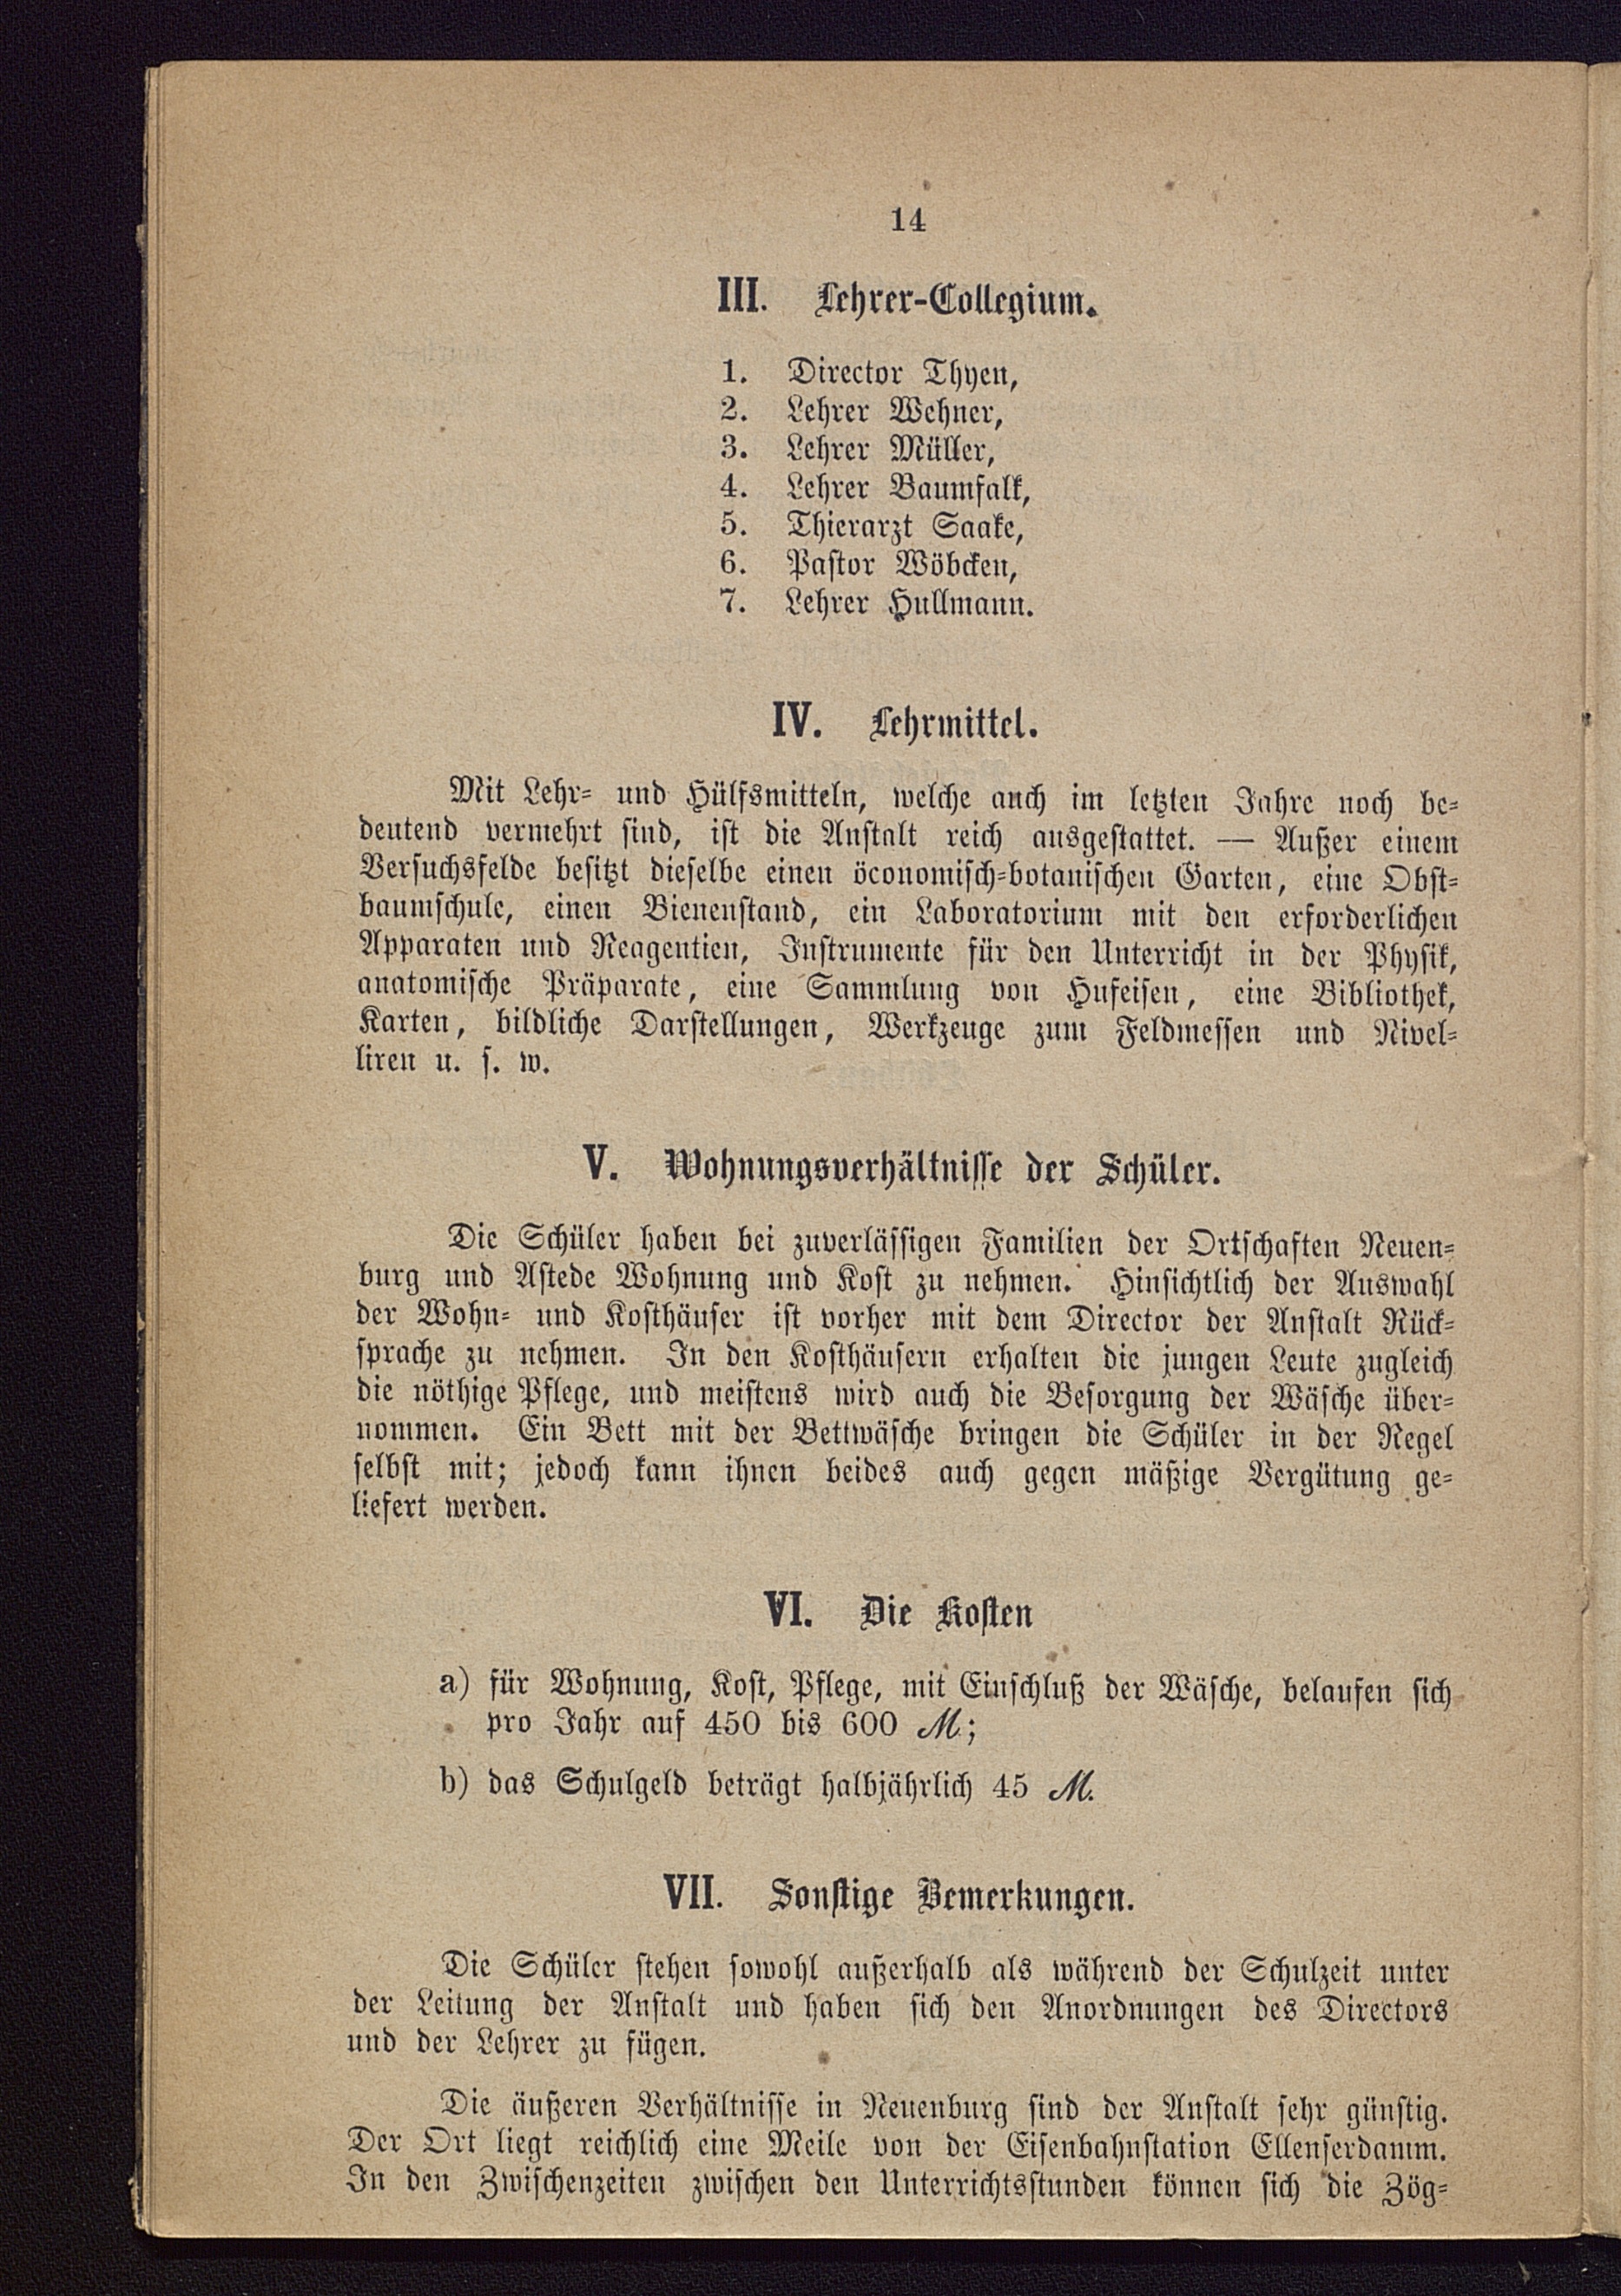 14
III. Lehrer-Collegium.
1. Director Thyen,
2. Lehrer Wehner,
3. Lehrer Müller,
4. Lehrer Baumfalk,
5. Thierarzt Saake,
6. Pastor Wöbcken,
7. Lehrer Hullmann.
IV. Lehrmittel.
Mit Lehr- und Hülfsmitteln, welche auch im letzten Jahre noch be-
deutend vermehrt sind, ist die Anstalt reich ausgestattet. — Außer einem
Versuchsfelde besitzt dieselbe einen öconomisch-botanischen Garten, eine Obst-
baumschule, einen Bienenstand, ein Laboratorium mit den erforderlichen
Apparaten und Reagentien, Instrumente für den Unterricht in der Physik,
anatomische Präparate, eine Sammlung von Hufeisen, eine Bibliothek,
Karten, bildliche Darstellungen, Werkzeuge zum Feldmessen und Nivel-
liren u. s. w.
V. Wohnungsverhältnisse der Schüler.
Die Schüler haben bei zuverlässigen Familien der Ortschaften Neuen-
burg und Astede Wohnung und Kost zu nehmen. Hinsichtlich der Auswahl
der Wohn- und Kosthäuser ist vorher mit dem Director der Anstalt Rück-
sprache zu nehmen. In den Kosthäusern erhalten die jungen Leute zugleich
die nöthige Pflege, und meistens wird auch die Besorgung der Wäsche über-
nommen. Ein Bett mit der Bettwäsche bringen die Schüler in der Regel
selbst mit; jedoch kann ihnen beides auch gegen mäßige Vergütung ge-
liefert werden.
VI. Die Kosten
a) für Wohnung, Kost, Pflege, mit Einschluß der Wäsche, belaufen sich
pro Jahr auf 450 bis 600 M.;
b) das Schulgeld beträgt halbjährlich 45 M.
VII. Sonstige Bemerkungen.
Die Schüler stehen sowohl außerhalb als während der Schulzeit unter
der Leitung der Anstalt und haben sich den Anordnungen des Directors
und der Lehrer zu fügen.
Die äußeren Verhältnisse in Neuenburg sind der Anstalt sehr günstig.
Der Ort liegt reichlich eine Meile von der Eisenbahnstation Ellenserdamm.
In den Zwischenzeiten zwischen den Unterrichtsstunden können sich die Zög-